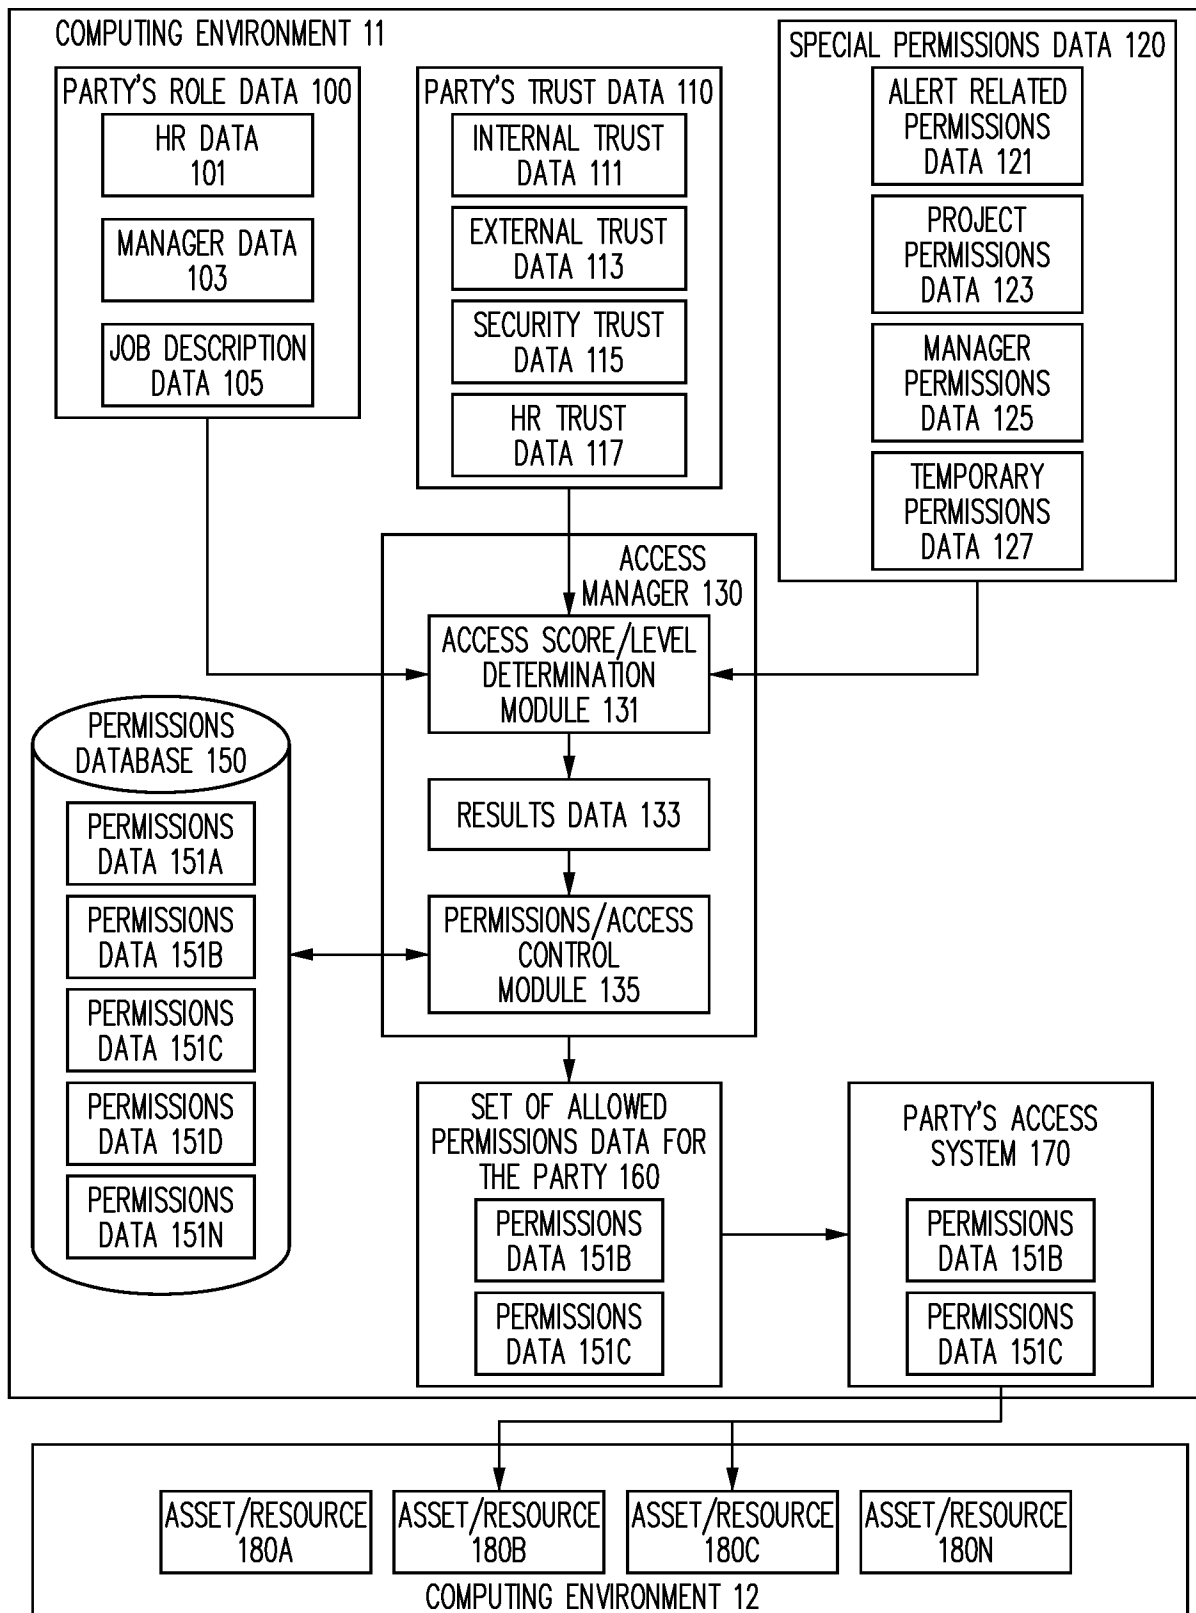 COMPUTING ENVIRONMENT 11
PARTY'S ROLE DATA 100
HR DATA
101
MANAGER DATA
103
JOB DESCRIPTION
DATA 105
PARTY'S TRUST DATA 110
INTERNAL TRUST
DATA 111
EXTERNAL TRUST
DATA 113
SECURITY TRUST
DATA 115
HR TRUST
DATA 117
SPECIAL PERMISSIONS DATA 120
ALERT RELATED
PERMISSIONS
DATA 121
PROJECT
PERMISSIONS
DATA 123
MANAGER
PERMISSIONS
DATA 125
TEMPORARY
PERMISSIONS
DATA 127
ACCESS
MANAGER 130
ACCESS SCORE/LEVEL
DETERMINATION
MODULE 131
RESULTS DATA 133
PERMISSIONS/ACCESS
CONTROL
MODULE 135
PERMISSIONS
DATABASE 150
PERMISSIONS
DATA 151A
PERMISSIONS
DATA 151B
PERMISSIONS
DATA 151C
PERMISSIONS
DATA 151D
PERMISSIONS
DATA 151N
SET OF ALLOWED
PERMISSIONS DATA FOR
THE PARTY 160
PERMISSIONS
DATA 151B
PERMISSIONS
DATA 151C
PARTY'S ACCESS
SYSTEM 170
PERMISSIONS
DATA 151B
PERMISSIONS
DATA 151C
ASSET/RESOURCE
180A
ASSET/RESOURCE
180B
ASSET/RESOURCE
180C
ASSET/RESOURCE
180N
COMPUTING ENVIRONMENT 12